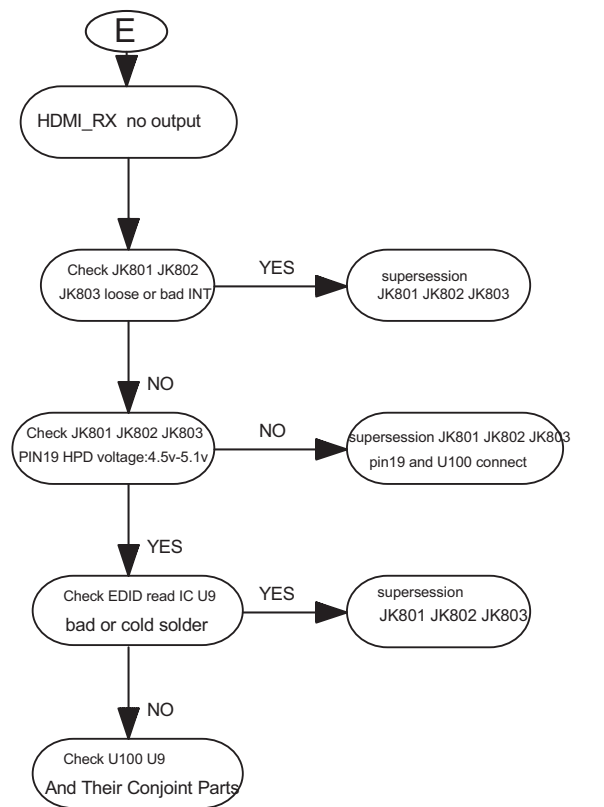 E
HDMI_RX no output
Check JK801 JK802
JK803 loose or bad INT
YES
supersession
JK801 JK802 JK803
NO
Check JK801 JK802 JK803
PIN19 HPD voltage:4.5v-5.1v
NO
supersession JK801 JK802 JK803
pin19 and U100 connect
YES
Check EDID read IC U9
bad or cold solder
YES
supersession
JK801 JK802 JK803
NO
Check U100 U9
And Their Conjoint Parts